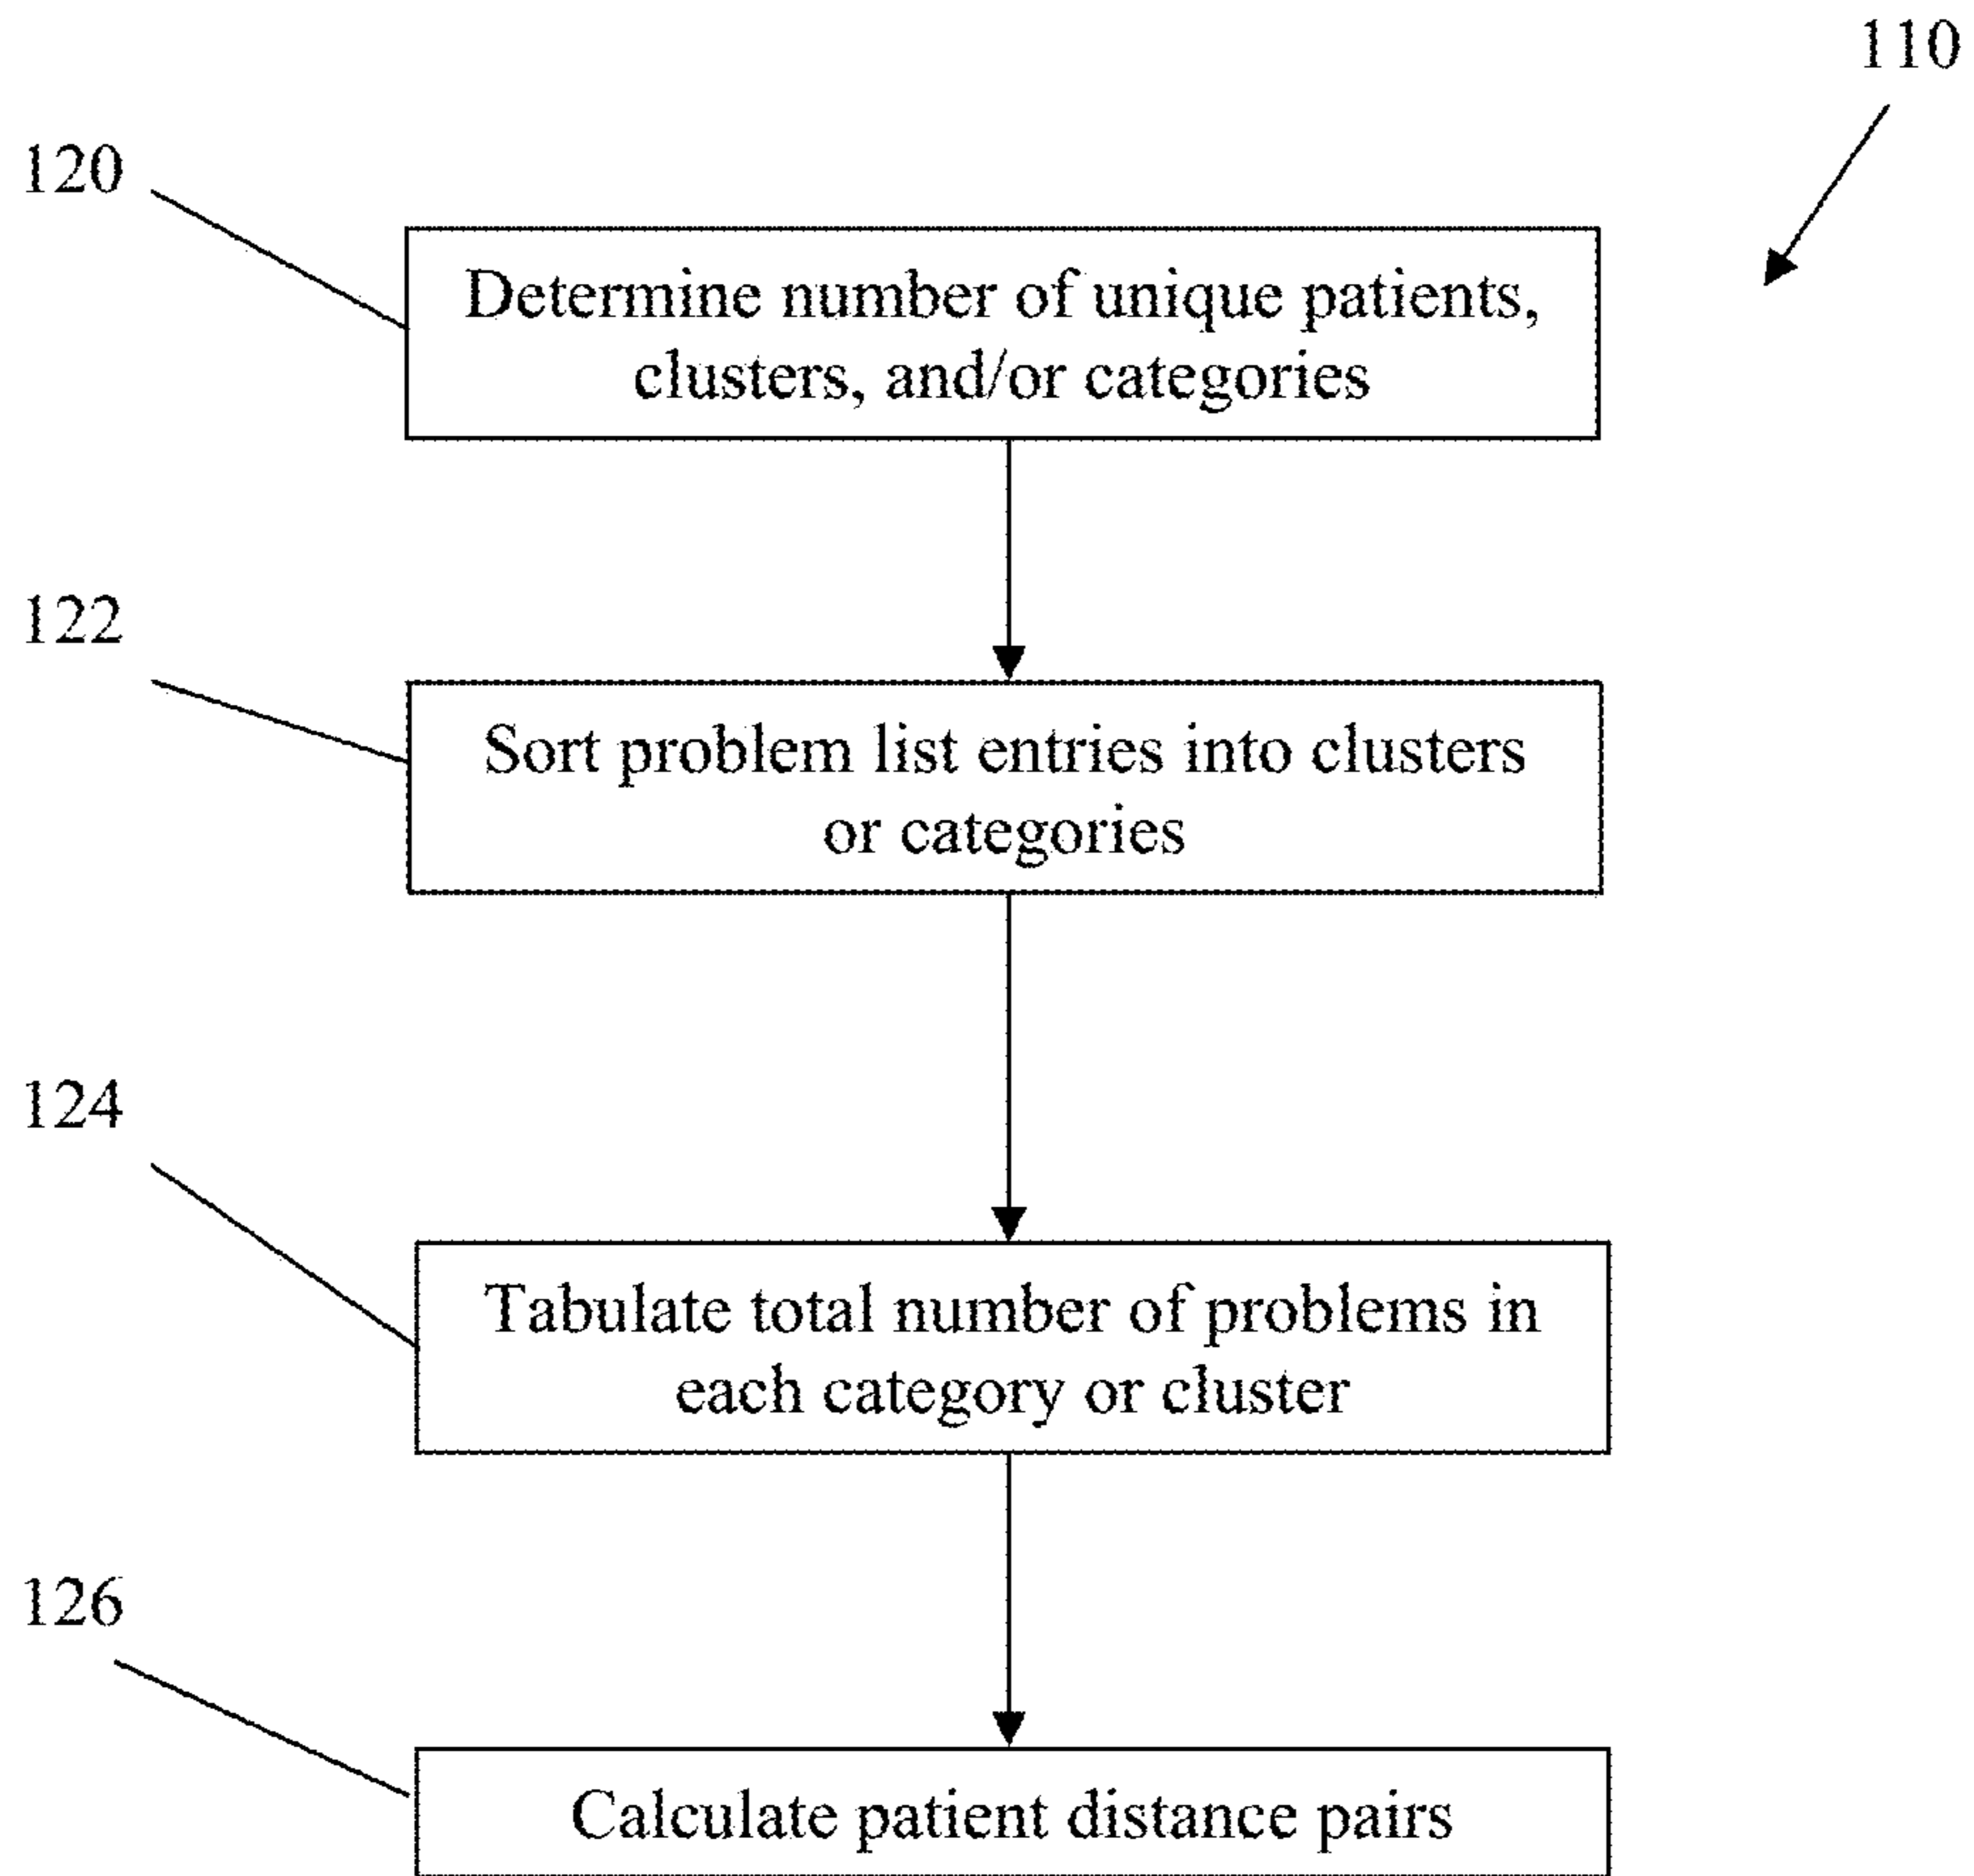 110
120
Determine number of unique patients,
clusters, and/or categories
122
Sort problem list entries into clusters
or categories
124
Tabulate total number of problems in
each category or cluster
126
Calculate patient distance pairs